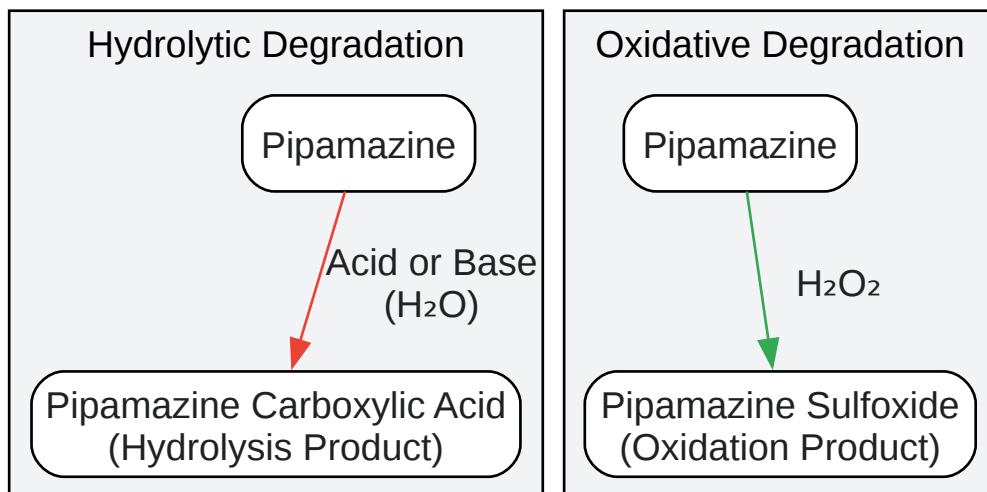 Hydrolytic Degradation
Pipamazine
Acid or Base
(H₂O)
Pipamazine Carboxylic Acid
(Hydrolysis Product)
Oxidative Degradation
Pipamazine
H₂O₂
Pipamazine Sulfoxide
(Oxidation Product)